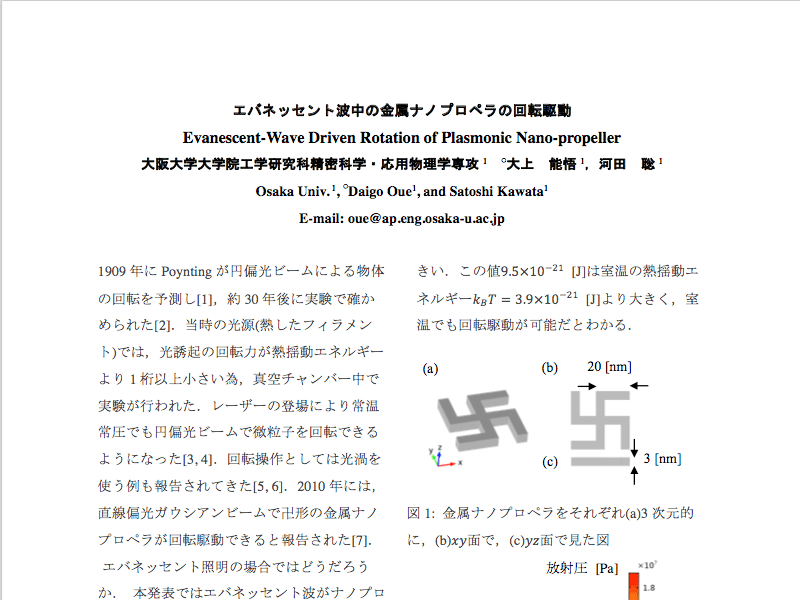 エバネッセント波中の金属ナノプロペラの回転駆動
Evanescent-Wave Driven Rotation of Plasmonic Nano-propeller
大阪大学大学院工学研究科精密科学・応用物理学専攻 1 ○大上 能悟 1, 河田 聡 1
Osaka Univ. 1, ○Daigo Oue1, and Satoshi Kawata1
E-mail: oue@ap.eng.osaka-u.ac.jp
1909 年に Poynting が円偏光ビームによる物体
の回転を予測し[1], 約 30 年後に実験で確か
められた[2]. 当時の光源(熱したフィラメン
ト)では, 光誘起の回転力が熱揺動エネルギー
より 1 桁以上小さい為, 真空チャンバー中で
実験が行われた. レーザーの登場により常温
常圧でも円偏光ビームで微粒子を回転できる
ようになった[3, 4]. 回転操作としては光渦を
使う例も報告されてきた[5, 6]. 2010 年には,
直線偏光ガウシアンビームで卍形の金属ナノ
プロペラが回転駆動できると報告された[7].
エバネッセント照明の場合ではどうだろう
か. 本発表ではエバネッセント波がナノプロ
きい. この値9.5×10−21 [J]は室温の熱揺動エ
ネルギーkBT = 3.9×10−21 [J]より大きく, 室
温でも回転駆動が可能だとわかる.
(a)
(b)
20 [nm]
y z x
(c)
3 [nm]
図 1: 金属ナノプロペラをそれぞれ(a)3 次元的
に, (b)xy面で, (c)yz面で見た図
放射圧 [Pa]
×10⁷
1.8